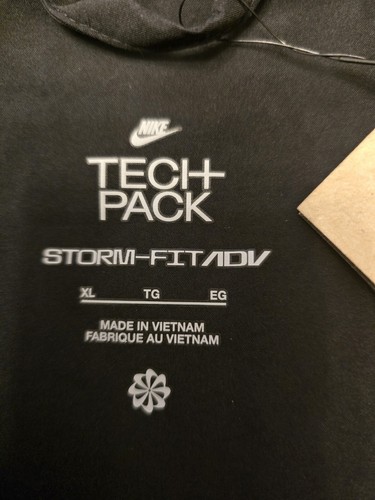 NIKE
TECH
PACK
STORM-FIT ADV
XL TG EG
MADE IN VIETNAM
FABRIQUE AU VIETNAM